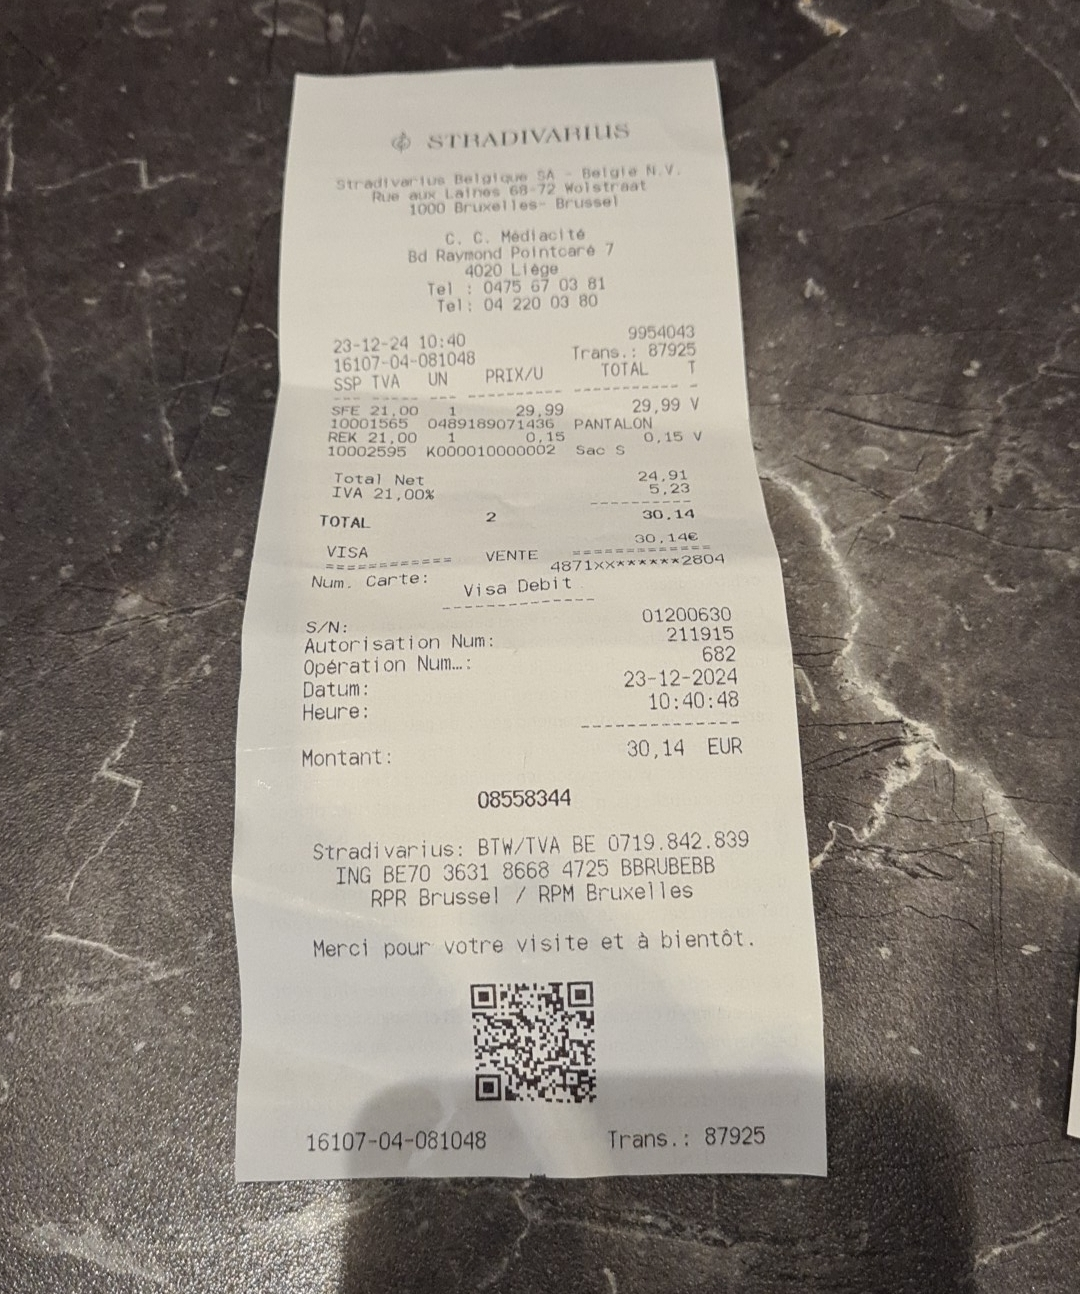 STRADIVARIUS
Stradivarius Belgique SA - Belgie N.V.
Rue aux Laines 68-72 Wolstraat
1000 Bruxelles- Brussel
C. C. Médiacité
Bd Raymond Pointcaré 7
4020 Liège
Tel : 0475 67 03 81
Tel: 04 220 03 80
23-12-24 10:40 9954043
16107-04-081048 Trans.: 87925
SSP TVA UN PRIX/U TOTAL T
SFE 21,00 1 29,99 29,99 V
10001565 0489189071436 PANTALON
REK 21,00 1 0,15 0,15 V
10002595 K000010000002 Sac S
Total Net 24,91
IVA 21,00% 5,23
TOTAL 2 30,14
VISA 30,14€
============ VENTE ============
Num. Carte: 4871XX******2804
Visa Debit
S/N: 01200630
Autorisation Num: 211915
Opération Num…: 682
Datum: 23-12-2024
Heure: 10:40:48
Montant: 30,14 EUR
08558344
Stradivarius: BTW/TVA BE 0719.842.839
ING BE70 3631 8668 4725 BBRUBEBB
RPR Brussel / RPM Bruxelles
Merci pour votre visite et à bientôt.
16107-04-081048 Trans.: 87925